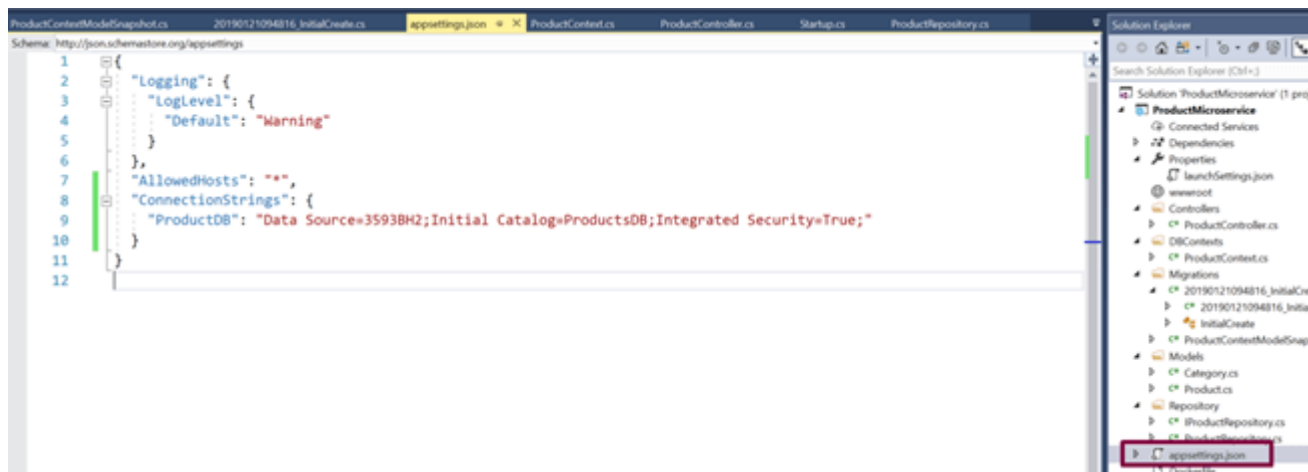 ProductContextModelSnapshot.cs 20190121094816_InitialCreate.cs appsettings.json ProductContext.cs ProductController.cs Startup.cs ProductRepository.cs
Schema: http://json.schemastore.org/appsettings
1 {
2 "Logging": {
3 "LogLevel": {
4 "Default": "Warning"
5 }
6 },
7 "AllowedHosts": "*",
8 "ConnectionStrings": {
9 "ProductDB": "Data Source=3593BH2;Initial Catalog=ProductsDB;Integrated Security=True;"
10 }
11 }
12
Solution Explorer
Search Solution Explorer (Ctrl+;)
Solution 'ProductMicroservice' (1 proj
ProductMicroservice
Connected Services
Dependencies
Properties
launchSettings.json
wwwroot
Controllers
C# ProductController.cs
DBContexts
C# ProductContext.cs
Migrations
C# 20190121094816_InitialCre
C# 20190121094816_Initia
InitialCreate
C# ProductContextModelSnap
Models
C# Category.cs
C# Product.cs
Repository
C# IProductRepository.cs
C# ProductRepository.cs
appsettings.json